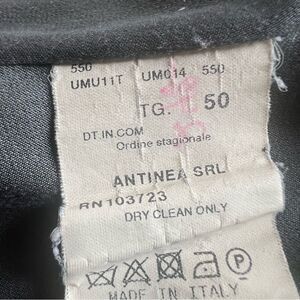 550
UMU11T UM014 550
TG. 50
DT IN.COM
Ordine stagionale
ANTINEA SRL
RN103723
DRY CLEAN ONLY
P
MADE IN ITALY